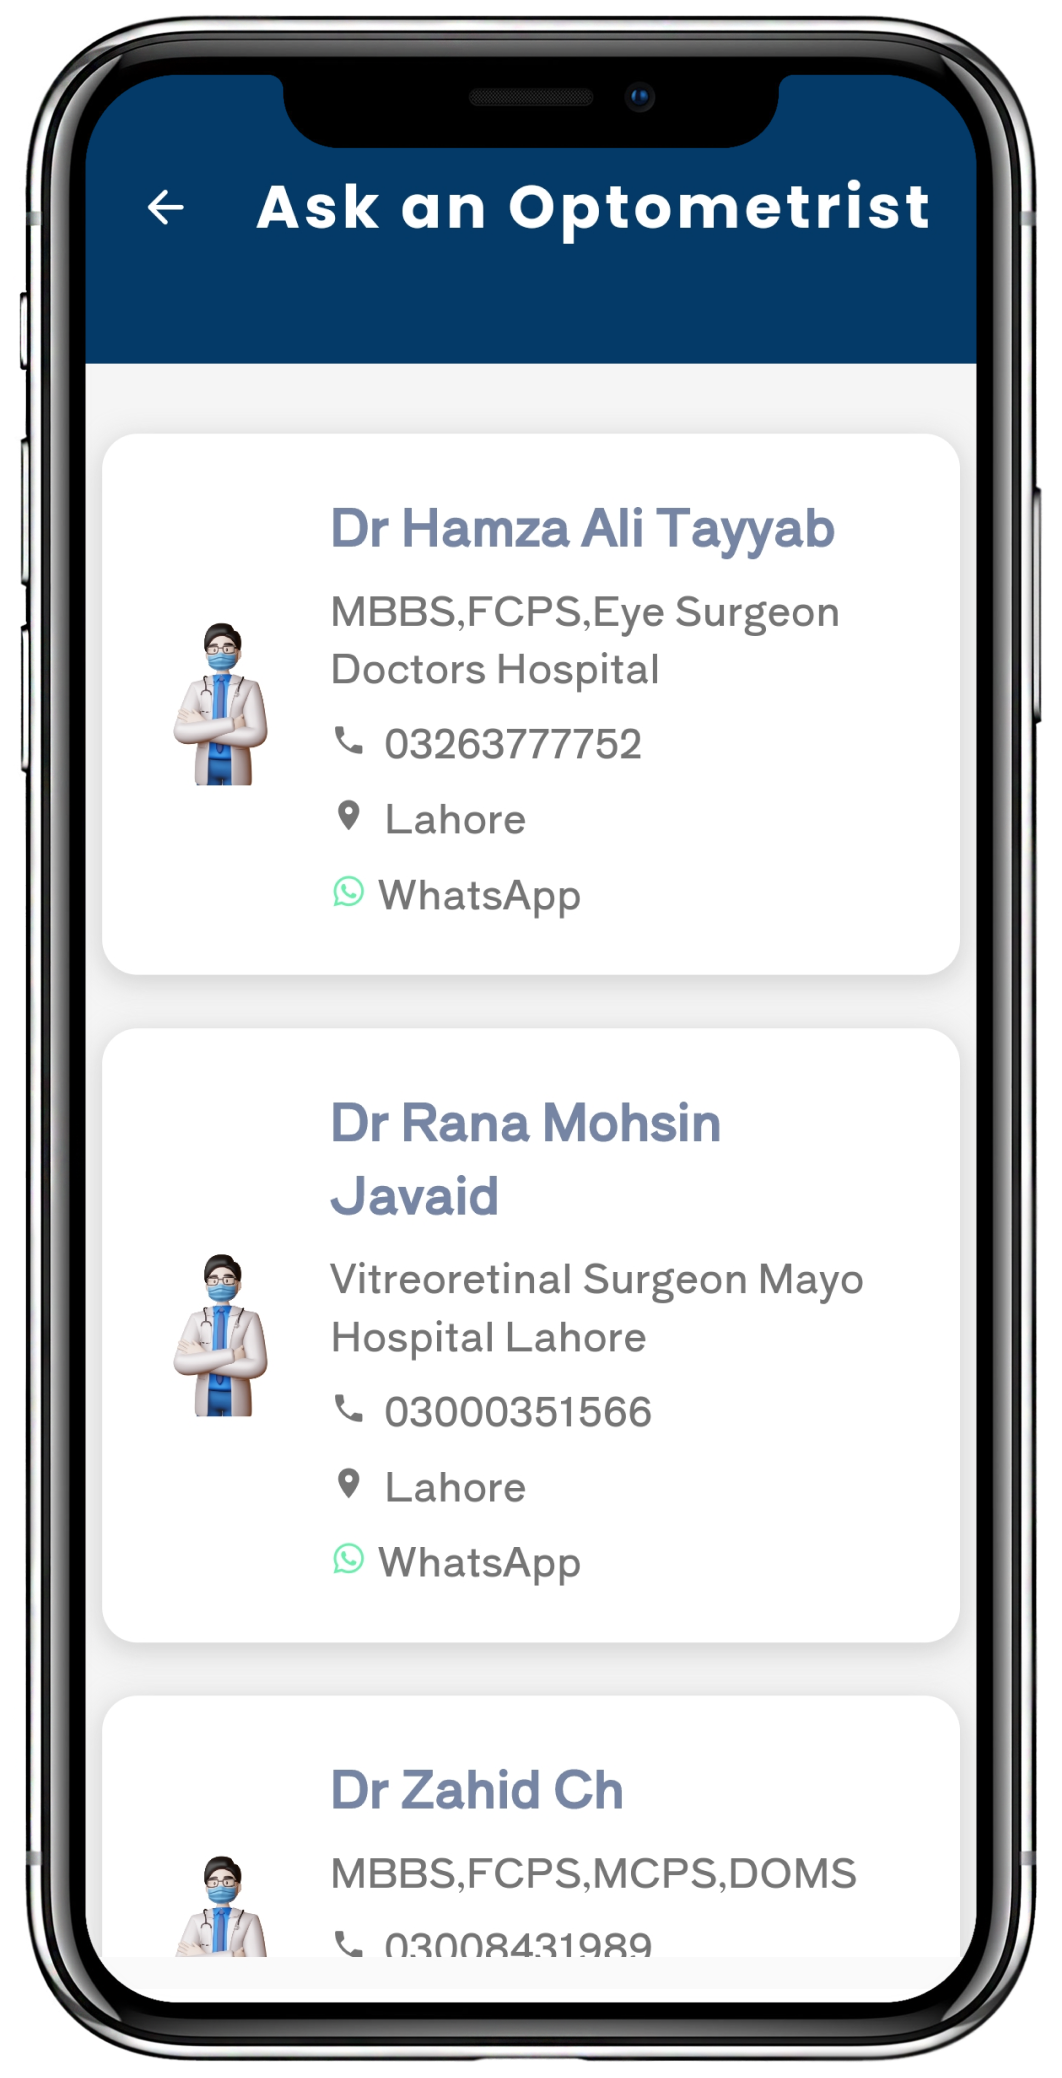 Ask an Optometrist
Dr Hamza Ali Tayyab
MBBS,FCPS,Eye Surgeon
Doctors Hospital
03263777752
Lahore
WhatsApp
Dr Rana Mohsin
Javaid
Vitreoretinal Surgeon Mayo
Hospital Lahore
03000351566
Lahore
WhatsApp
Dr Zahid Ch
MBBS,FCPS,MCPS,DOMS
03008431989